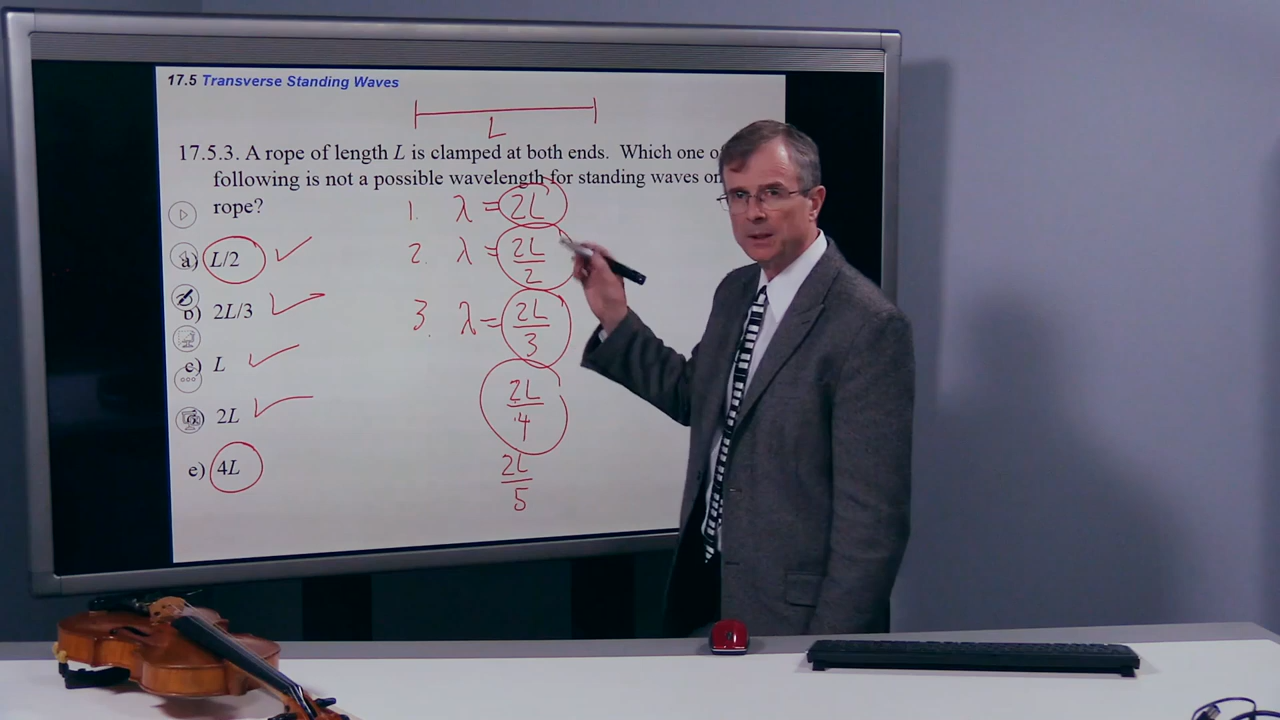 17.5 Transverse Standing Waves
L
17.5.3. A rope of length L is clamped at both ends. Which one of
following is not a possible wavelength for standing waves on
rope?
1. λ = 2L
2. λ = 2L/2
3. λ = 2L/3
2L/4
2L/5
a) L/2 ✓
b) 2L/3 ✓
c) L ✓
d) 2L ✓
e) 4L